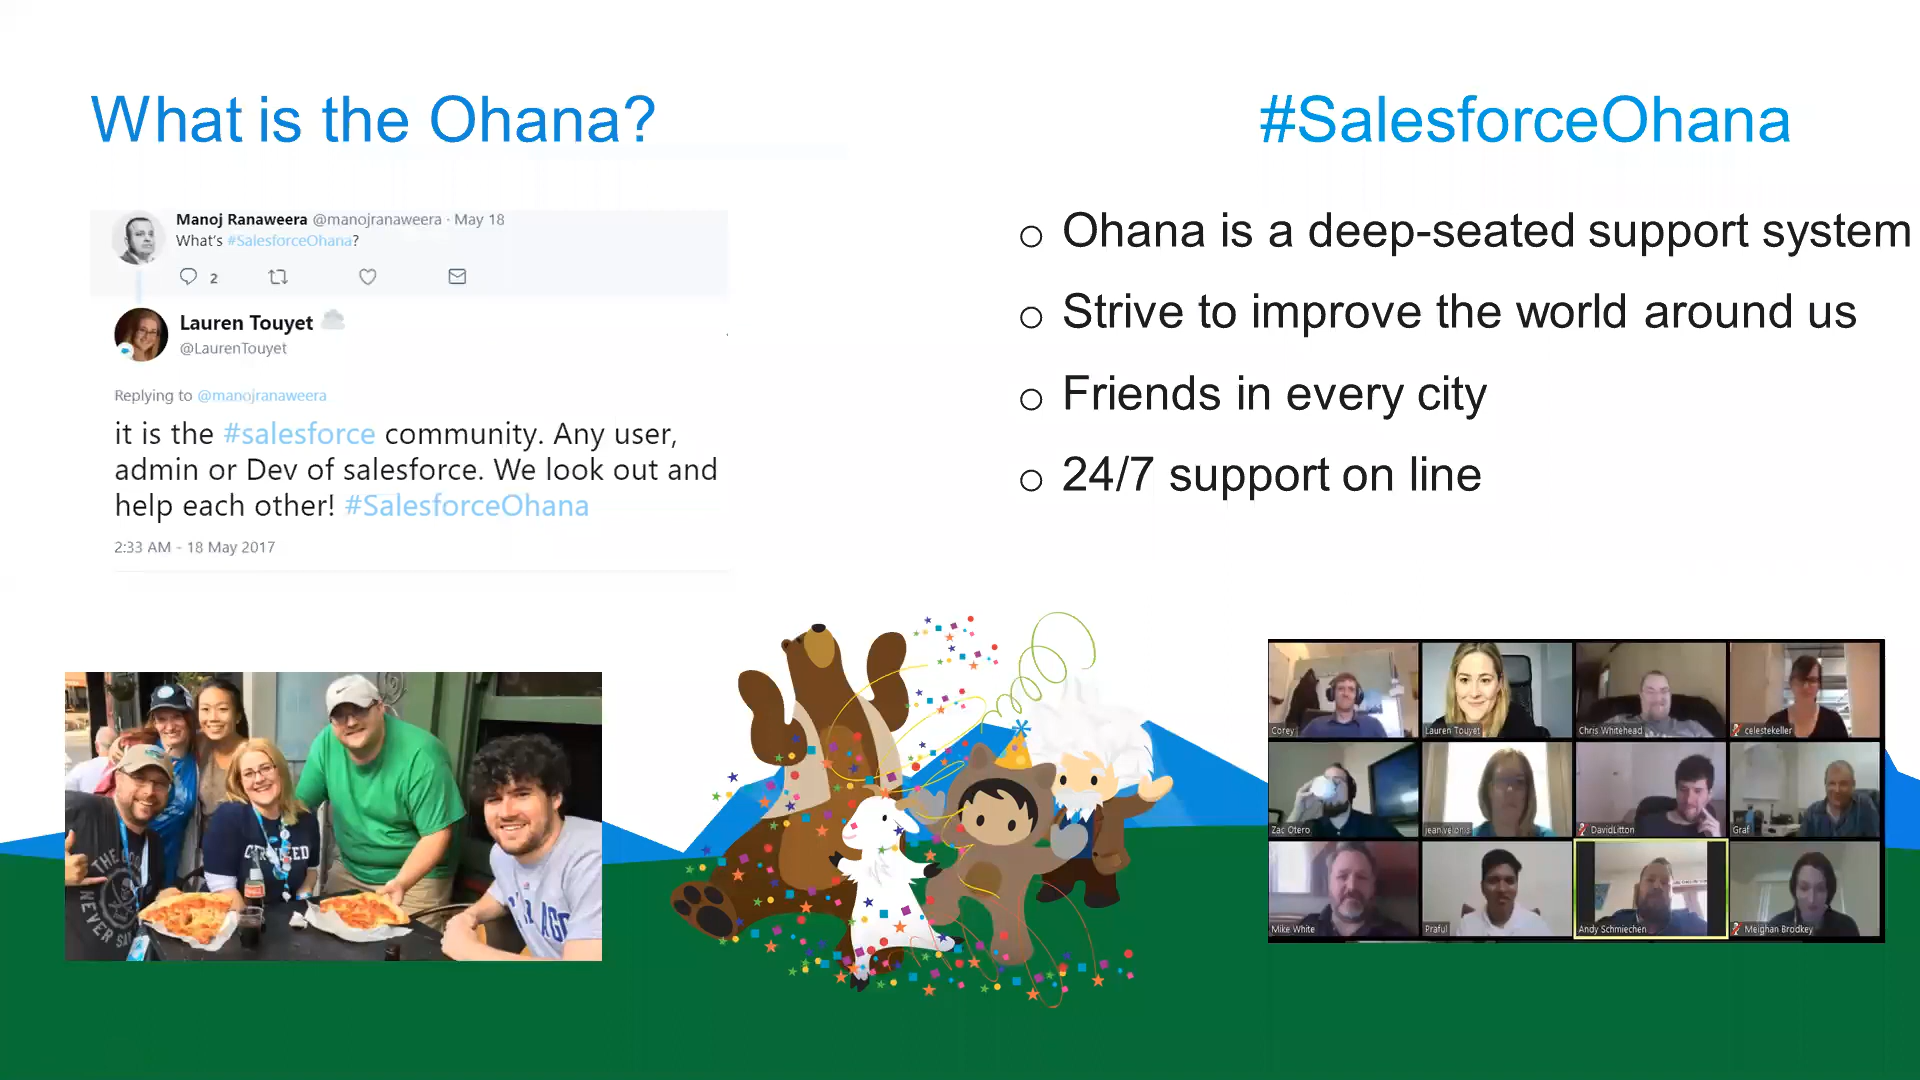 What is the Ohana?
#SalesforceOhana
Manoj Ranaweera @manojranaweera · May 18
What's #SalesforceOhana?
2
Lauren Touyet
@LaurenTouyet
Replying to @manojranaweera
it is the #salesforce community. Any user,
admin or Dev of salesforce. We look out and
help each other! #SalesforceOhana
2:33 AM - 18 May 2017
o Ohana is a deep-seated support system
o Strive to improve the world around us
o Friends in every city
o 24/7 support on line
THE
NEVER
Corey
Lauren Touyet
Chris Whitehead
celestekeller
Zac Otero
DavidLitton
Graf
Mike White
Praful
Andy Schmiechen
Meighan Brodkey